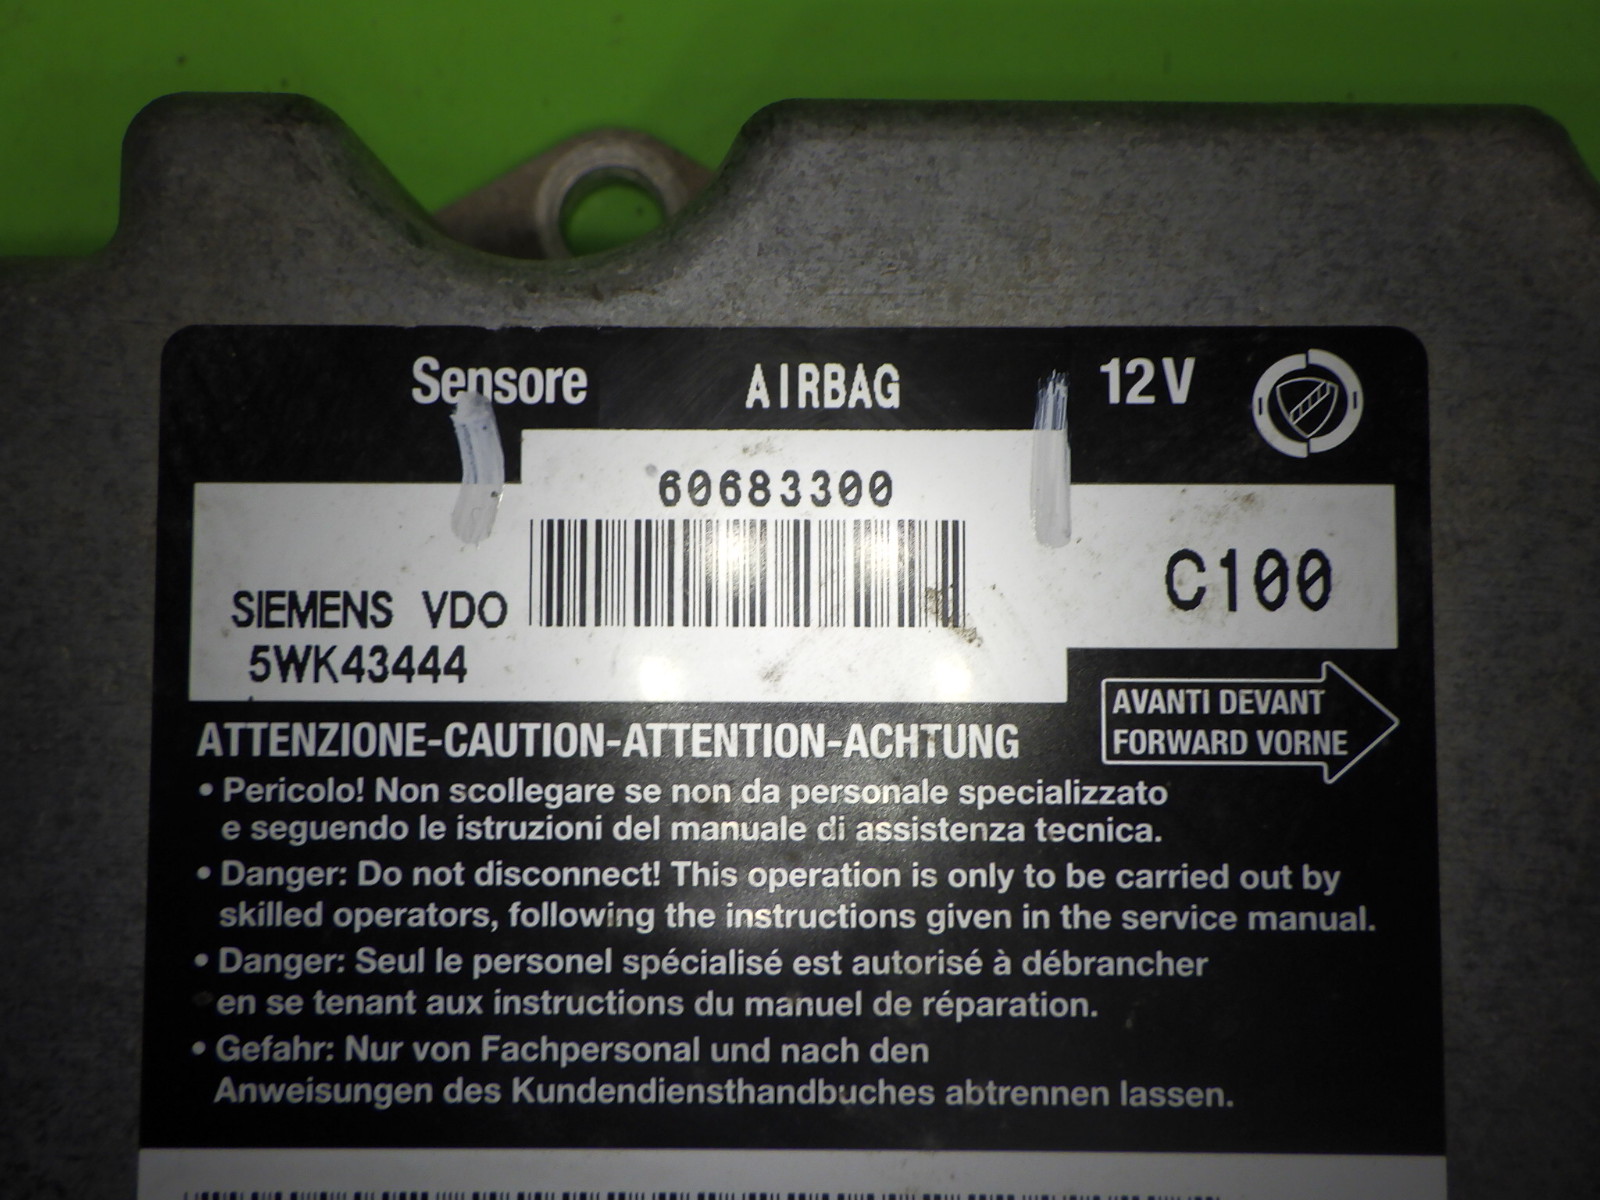 Sensore AIRBAG 12V
60683300
C100
SIEMENS VDO
5WK43444
AVANTI DEVANT
FORWARD VORNE
ATTENZIONE-CAUTION-ATTENTION-ACHTUNG
• Pericolo! Non scollegare se non da personale specializzato
e seguendo le istruzioni del manuale di assistenza tecnica.
• Danger: Do not disconnect! This operation is only to be carried out by
skilled operators, following the instructions given in the service manual.
• Danger: Seul le personel spécialisé est autorisé à débrancher
en se tenant aux instructions du manuel de réparation.
• Gefahr: Nur von Fachpersonal und nach den
Anweisungen des Kundendiensthandbuches abtrennen lassen.